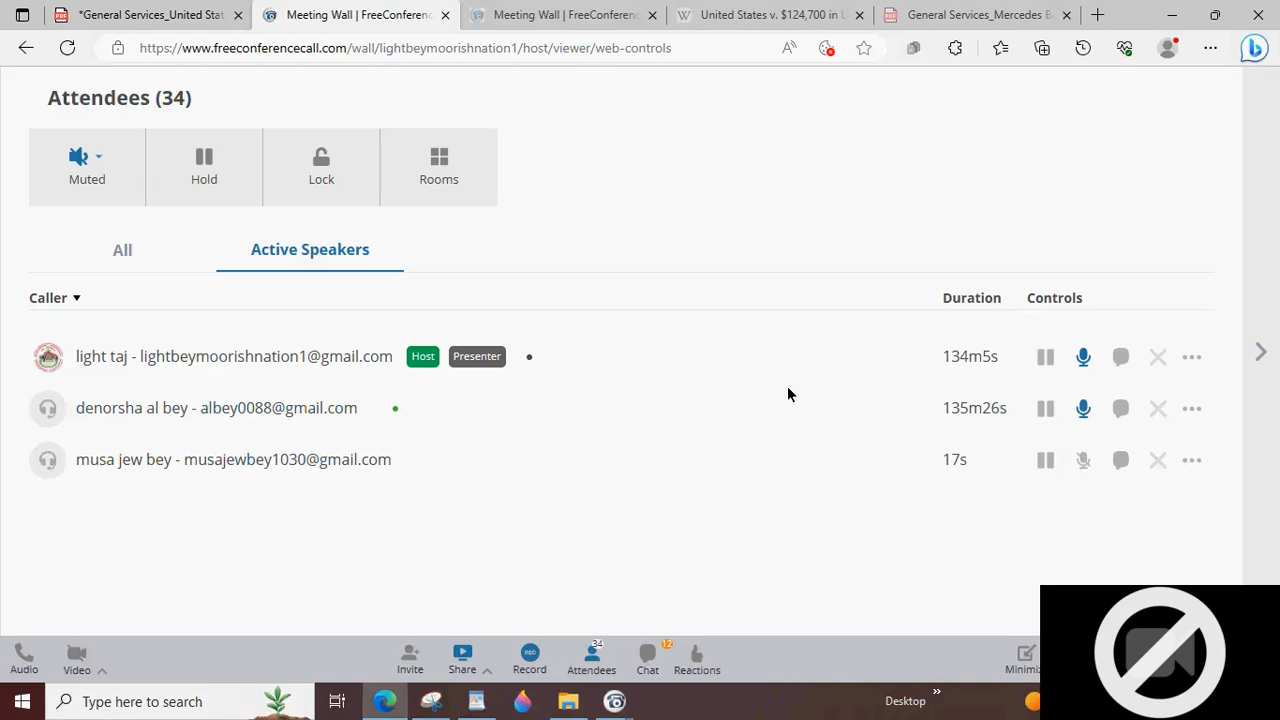 *General Services_United Stat
Meeting Wall | FreeConferenc
Meeting Wall | FreeConferenc
United States v. $124,700 in U
General Services_Mercedes B
https://www.freeconferencecall.com/wall/lightbeymoorishnation1/host/viewer/web-controls
Attendees (34)
Muted Hold Lock Rooms
All Active Speakers
Caller Duration Controls
light taj - lightbeymoorishnation1@gmail.com Host Presenter 134m5s
denorsha al bey - albey0088@gmail.com 135m26s
musa jew bey - musajewbey1030@gmail.com 17s
REC 34 12
Audio Video Invite Share Record Attendees Chat Reactions Minimiz
Type here to search Desktop »